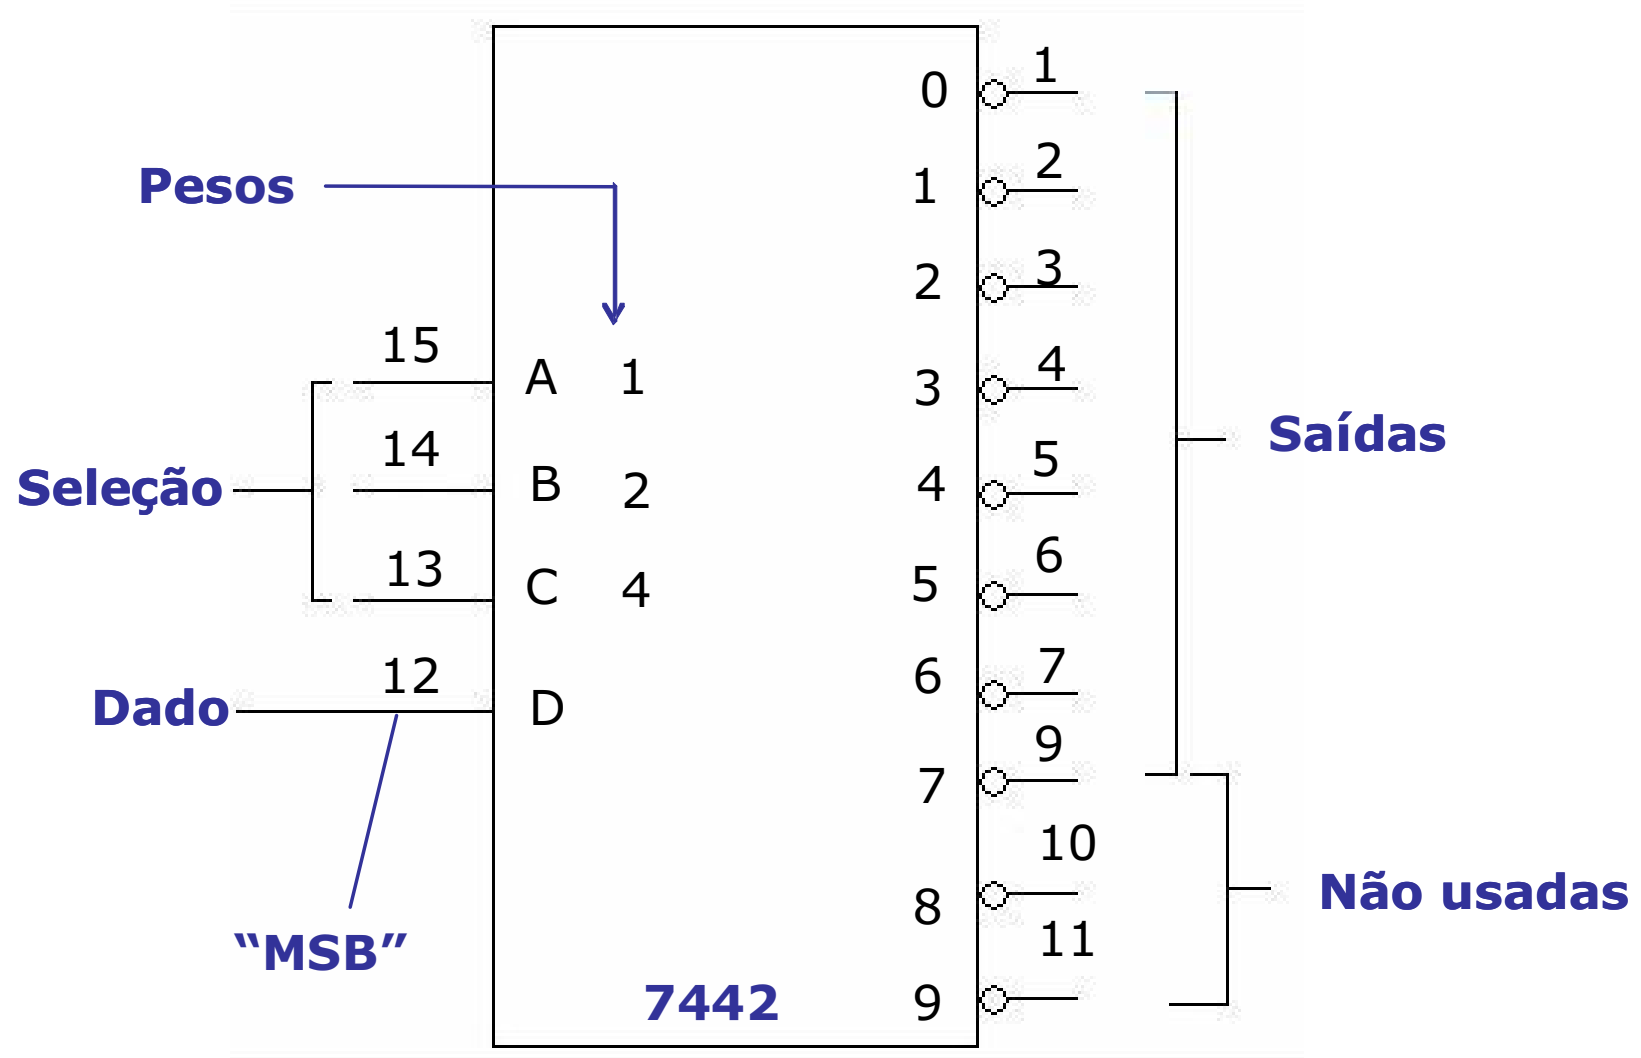 Pesos
Seleção
Dado
“MSB”
15
14
13
12
A 1
B 2
C 4
D
7442
0 1
1 2
2 3
3 4
4 5
5 6
6 7
7 9
8 10
9 11
Saídas
Não usadas